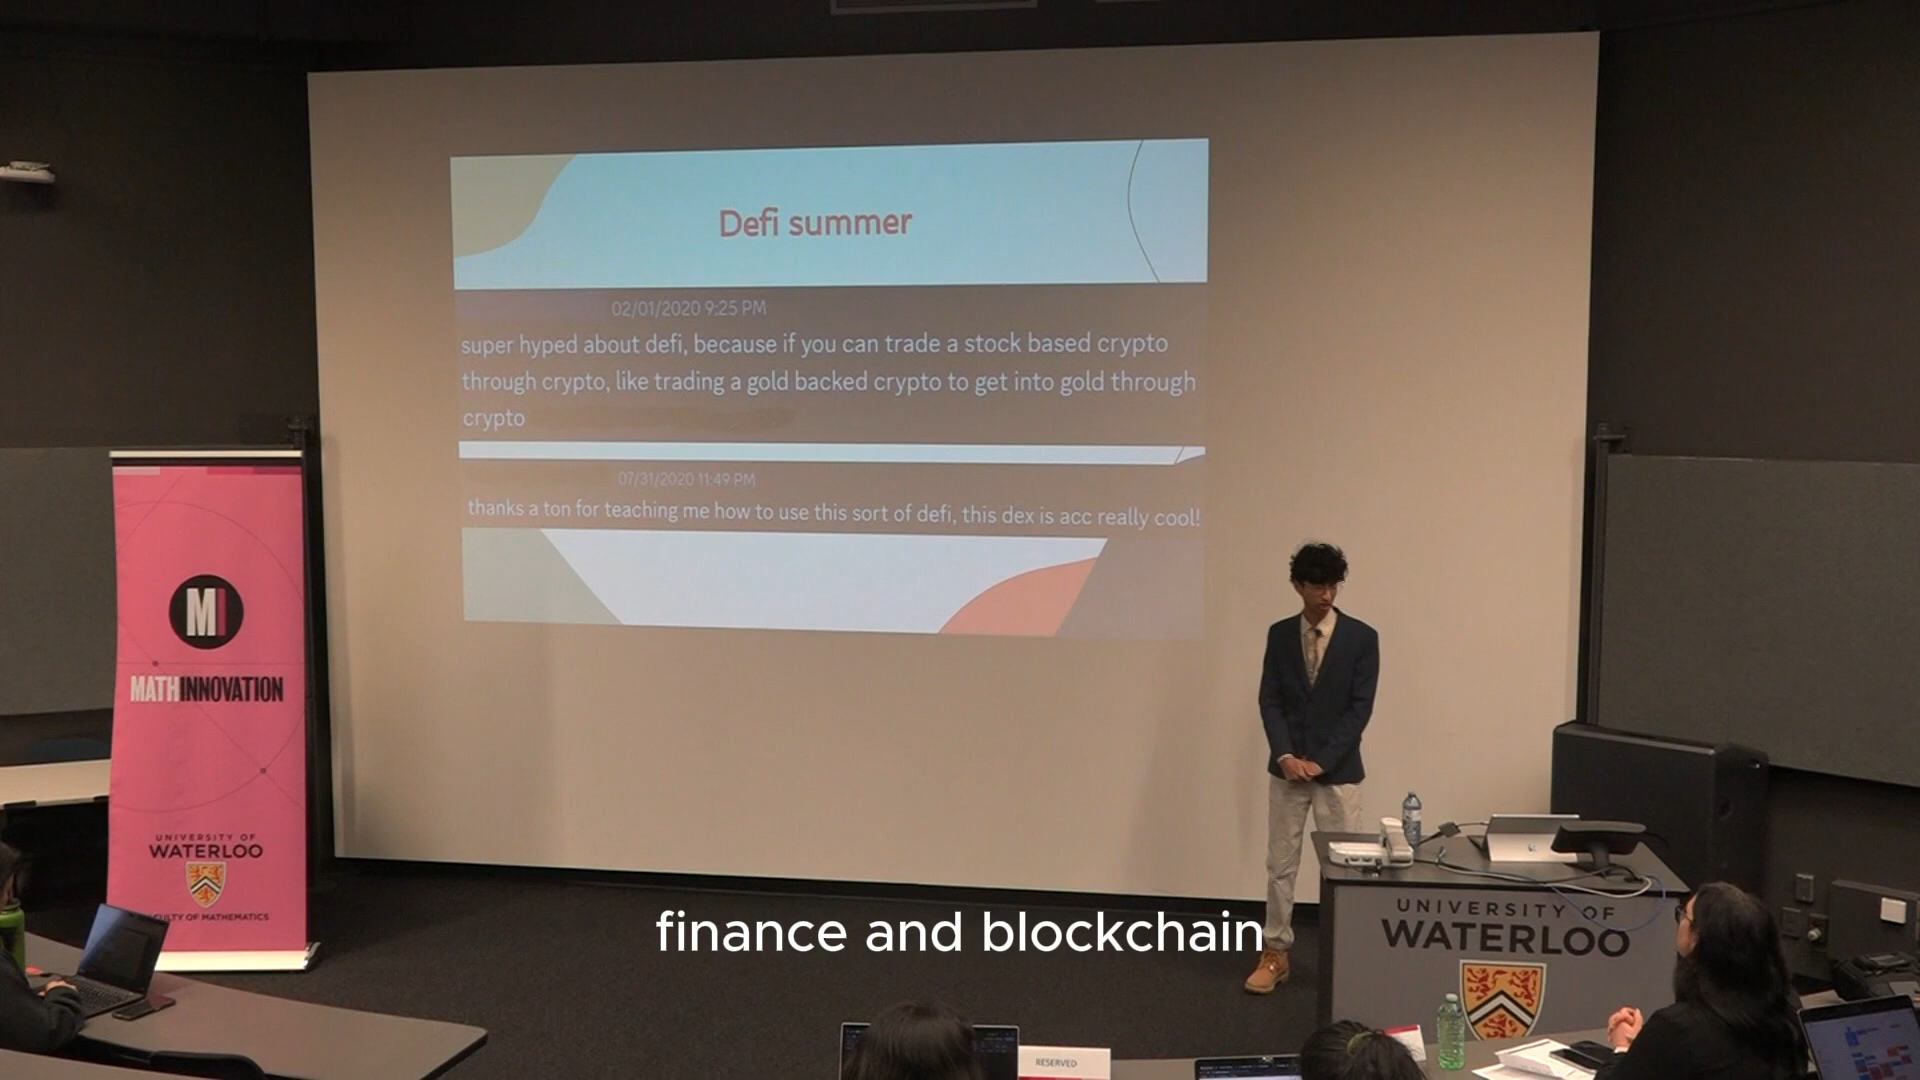 Defi summer
02/01/2020 9:25 PM
super hyped about defi, because if you can trade a stock based crypto
through crypto, like trading a gold backed crypto to get into gold through
crypto
07/31/2020 11:49 PM
thanks a ton for teaching me how to use this sort of defi, this dex is acc really cool!
MI
MATHINNOVATION
UNIVERSITY OF
WATERLOO
FACULTY OF MATHEMATICS
finance and blockchain
UNIVERSITY OF
WATERLOO
RESERVED